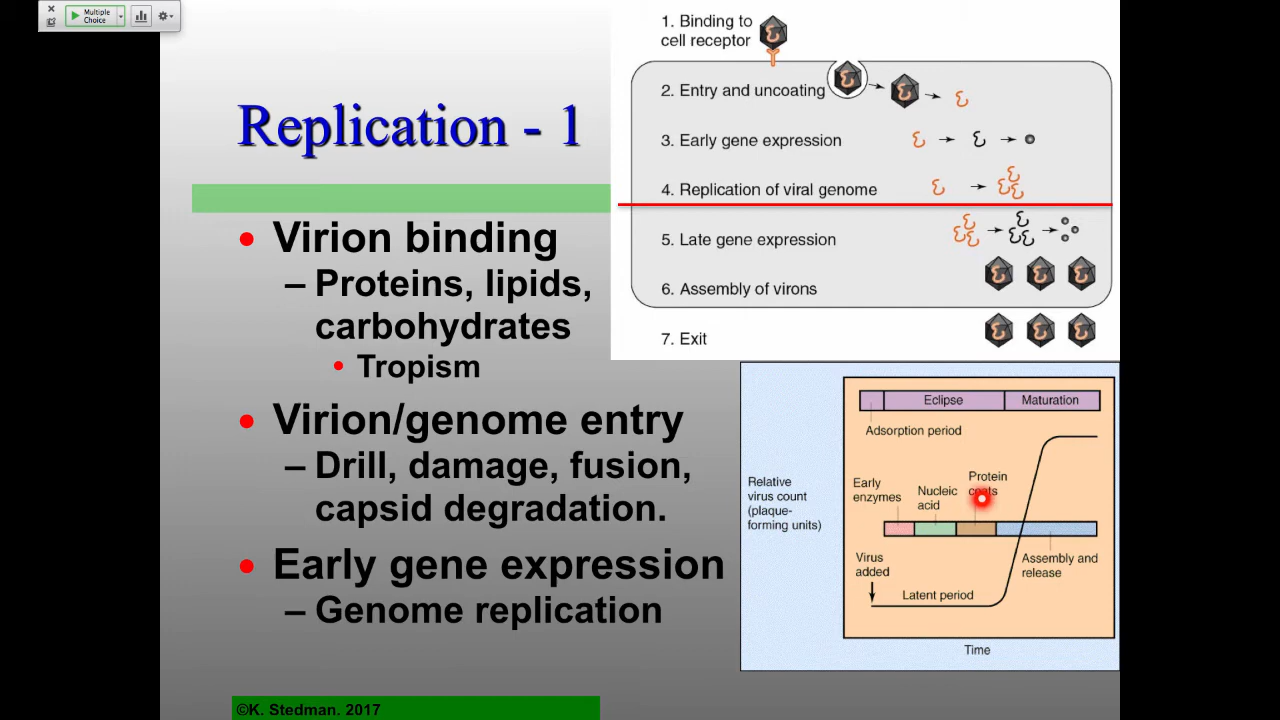 Multiple
Choice
Replication - 1
• Virion binding
– Proteins, lipids,
carbohydrates
• Tropism
• Virion/genome entry
– Drill, damage, fusion,
capsid degradation.
• Early gene expression
– Genome replication
©K. Stedman. 2017
1. Binding to
cell receptor
2. Entry and uncoating
3. Early gene expression
4. Replication of viral genome
5. Late gene expression
6. Assembly of virons
7. Exit
Eclipse
Maturation
Adsorption period
Relative
virus count
(plaque-
forming units)
Early
enzymes
Nucleic
acid
Protein
coats
Virus
added
Assembly and
release
Latent period
Time